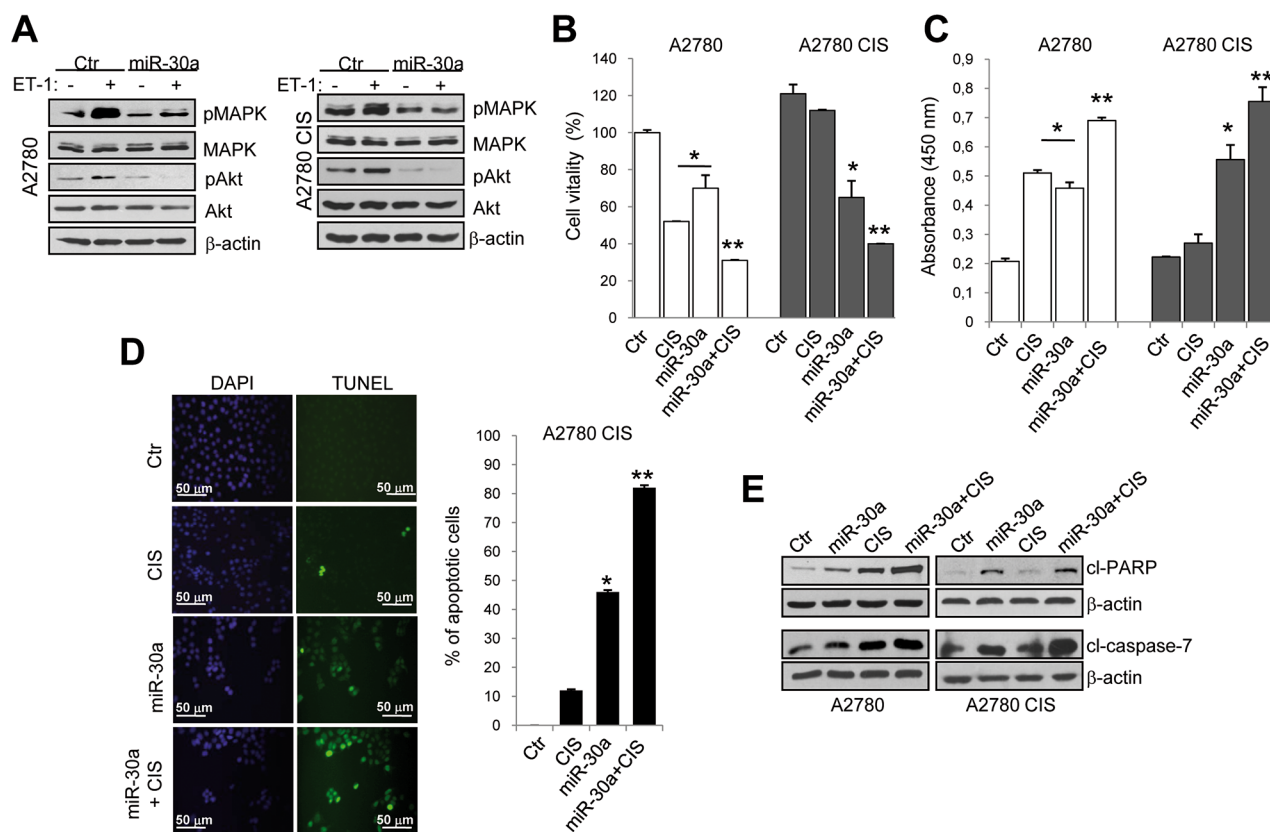 A
Ctr miR-30a
ET-1: - + - +
A2780
pMAPK
MAPK
pAkt
Akt
β-actin
Ctr miR-30a
ET-1: - + - +
A2780 CIS
pMAPK
MAPK
pAkt
Akt
β-actin
B
A2780 A2780 CIS
Cell vitality (%)
140
120
100
80
60
40
20
0
*
**
*
**
Ctr CIS miR-30a miR-30a+CIS Ctr CIS miR-30a miR-30a+CIS
C
A2780 A2780 CIS
Absorbance (450 nm)
0,9
0,8
0,7
0,6
0,5
0,4
0,3
0,2
0,1
0
*
**
*
**
Ctr CIS miR-30a miR-30a+CIS Ctr CIS miR-30a miR-30a+CIS
D
DAPI TUNEL
Ctr
50 μm 50 μm
CIS
50 μm 50 μm
miR-30a
50 μm 50 μm
miR-30a
+ CIS
50 μm 50 μm
A2780 CIS
% of apoptotic cells
100
90
80
70
60
50
40
30
20
10
0
*
**
Ctr CIS miR-30a miR-30a+CIS
E
Ctr miR-30a CIS miR-30a+CIS Ctr miR-30a CIS miR-30a+CIS
cl-PARP
β-actin
cl-caspase-7
β-actin
A2780 A2780 CIS